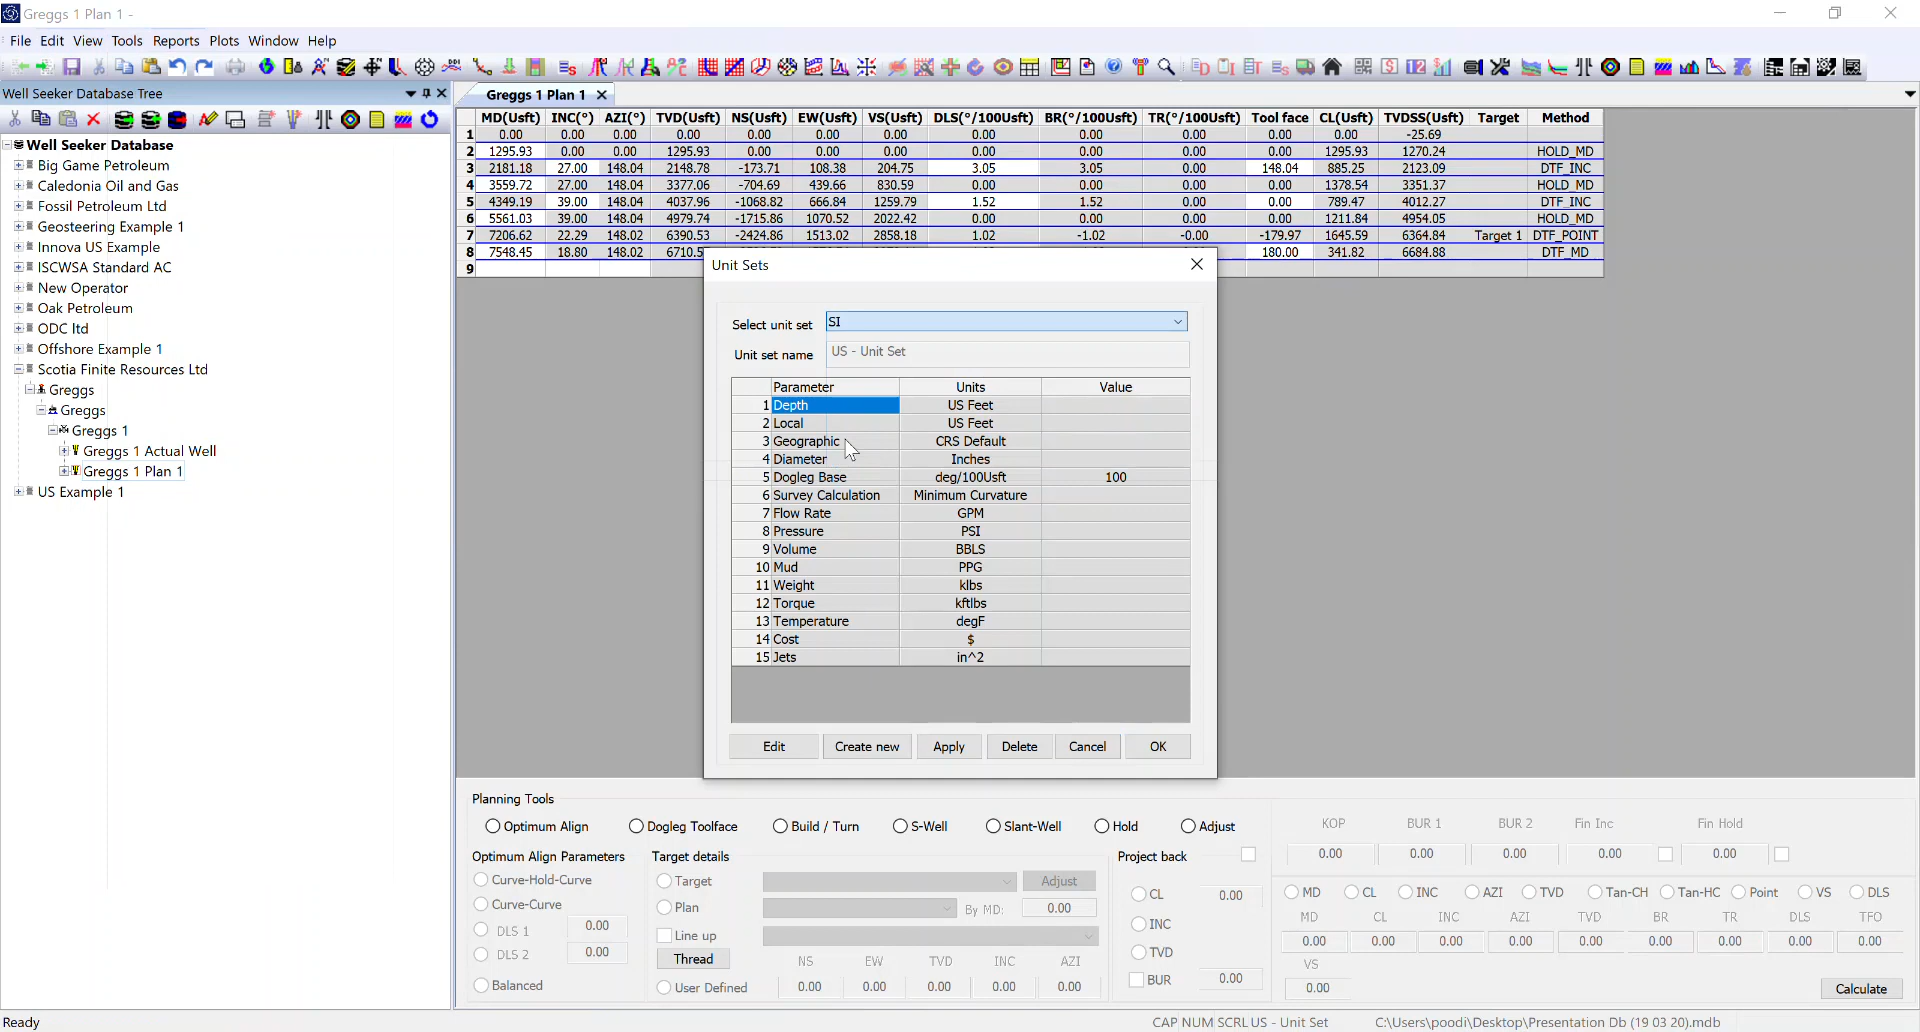 Greggs 1 Plan 1 -
File Edit View Tools Reports Plots Window Help
Well Seeker Database Tree
Greggs 1 Plan 1
Well Seeker Database
Big Game Petroleum
Caledonia Oil and Gas
Fossil Petroleum Ltd
Geosteering Example 1
Innova US Example
ISCWSA Standard AC
New Operator
Oak Petroleum
ODC ltd
Offshore Example 1
Scotia Finite Resources Ltd
Greggs
Greggs
Greggs 1
Greggs 1 Actual Well
Greggs 1 Plan 1
US Example 1
MD(Usft) INC(°) AZI(°) TVD(Usft) NS(Usft) EW(Usft) VS(Usft) DLS(°/100Usft) BR(°/100Usft) TR(°/100Usft) Tool face CL(Usft) TVDSS(Usft) Target Method
1 0.00 0.00 0.00 0.00 0.00 0.00 0.00 0.00 0.00 0.00 0.00 0.00 -25.69
2 1295.93 0.00 0.00 1295.93 0.00 0.00 0.00 0.00 0.00 0.00 0.00 1295.93 1270.24 HOLD_MD
3 2181.18 27.00 148.04 2148.78 -173.71 108.38 204.75 3.05 3.05 0.00 148.04 885.25 2123.09 DTF_INC
4 3559.72 27.00 148.04 3377.06 -704.69 439.66 830.59 0.00 0.00 0.00 0.00 1378.54 3351.37 HOLD_MD
5 4349.19 39.00 148.04 4037.96 -1068.82 666.84 1259.79 1.52 1.52 0.00 0.00 789.47 4012.27 DTF_INC
6 5561.03 39.00 148.04 4979.74 -1715.86 1070.52 2022.42 0.00 0.00 0.00 0.00 1211.84 4954.05 HOLD_MD
7 7206.62 22.29 148.02 6390.53 -2424.86 1513.02 2858.18 1.02 -1.02 -0.00 -179.97 1645.59 6364.84 Target 1 DTF_POINT
8 7548.45 18.80 148.02 180.00 341.82 6684.88 DTF_MD
9
Unit Sets
Select unit set SI
Unit set name US - Unit Set
Parameter Units Value
1 Depth US Feet
2 Local US Feet
3 Geographic CRS Default
4 Diameter Inches
5 Dogleg Base deg/100Usft 100
6 Survey Calculation Minimum Curvature
7 Flow Rate GPM
8 Pressure PSI
9 Volume BBLS
10 Mud PPG
11 Weight klbs
12 Torque kftlbs
13 Temperature degF
14 Cost $
15 Jets in^2
Edit Create new Apply Delete Cancel OK
Planning Tools
Optimum Align Dogleg Toolface Build / Turn S-Well Slant-Well Hold Adjust
Optimum Align Parameters
Curve-Hold-Curve
Curve-Curve
DLS 1 0.00
DLS 2 0.00
Balanced
Target details
Target Adjust
Plan By MD: 0.00
Line up
Thread NS EW TVD INC AZI
User Defined 0.00 0.00 0.00 0.00 0.00
Project back
CL 0.00
INC
TVD
BUR 0.00
KOP BUR 1 BUR 2 Fin Inc Fin Hold
0.00 0.00 0.00 0.00 0.00
MD CL INC AZI TVD Tan-CH Tan-HC Point VS DLS
MD CL INC AZI TVD BR TR DLS TFO
0.00 0.00 0.00 0.00 0.00 0.00 0.00 0.00 0.00
VS
0.00
Calculate
Ready CAP NUM SCRL US - Unit Set C:\Users\poodi\Desktop\Presentation Db (19 03 20).mdb